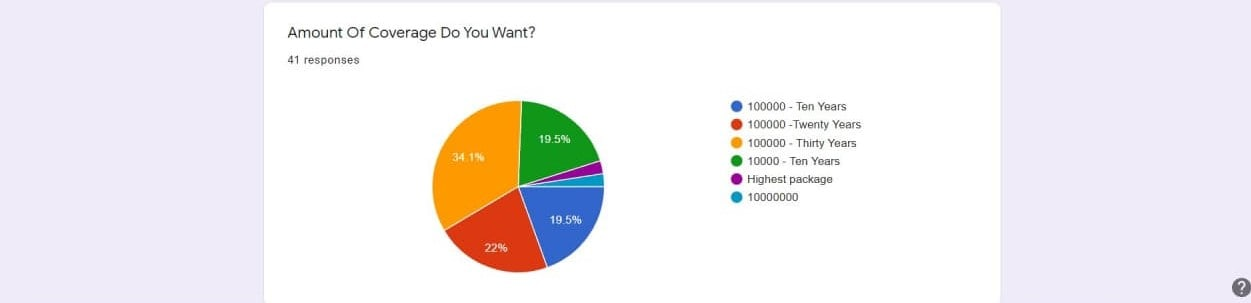 Amount Of Coverage Do You Want?
41 responses
19.5%
34.1%
19.5%
22%
100000 - Ten Years
100000 -Twenty Years
100000 - Thirty Years
10000 - Ten Years
Highest package
10000000
?